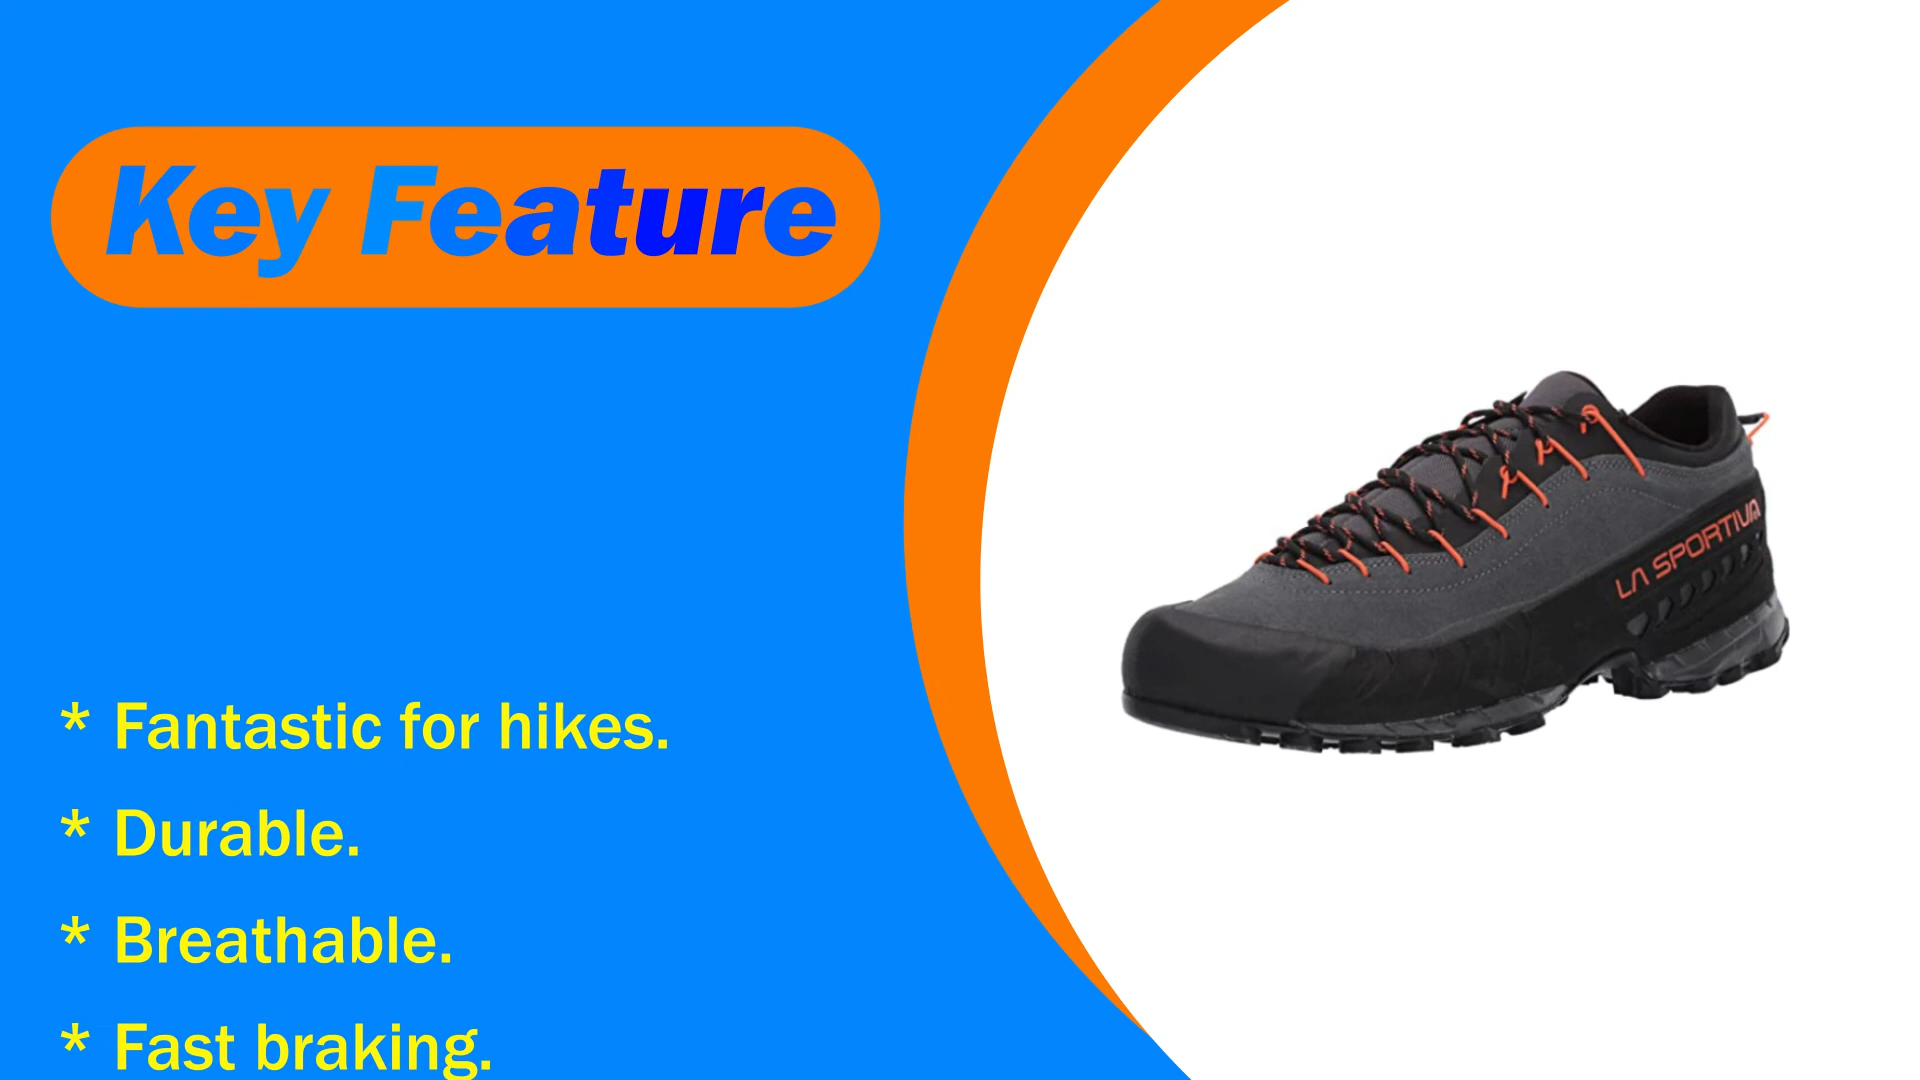 Key Feature
* Fantastic for hikes.
* Durable.
* Breathable.
* Fast braking.
LA SPORTIVA